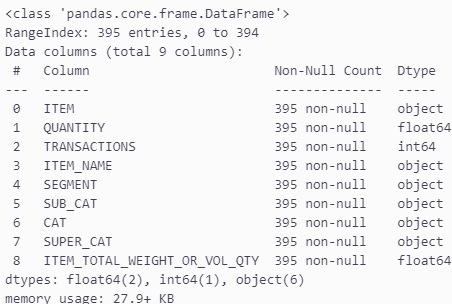 <class 'pandas.core.frame.DataFrame'>
RangeIndex: 395 entries, 0 to 394
Data columns (total 9 columns):
 #   Column                       Non-Null Count  Dtype
---  ------                       --------------  -----
 0   ITEM                         395 non-null    object
 1   QUANTITY                     395 non-null    float64
 2   TRANSACTIONS                 395 non-null    int64
 3   ITEM_NAME                    395 non-null    object
 4   SEGMENT                      395 non-null    object
 5   SUB_CAT                      395 non-null    object
 6   CAT                          395 non-null    object
 7   SUPER_CAT                    395 non-null    object
 8   ITEM_TOTAL_WEIGHT_OR_VOL_QTY  395 non-null    float64
dtypes: float64(2), int64(1), object(6)
memory usage: 27.9+ KB